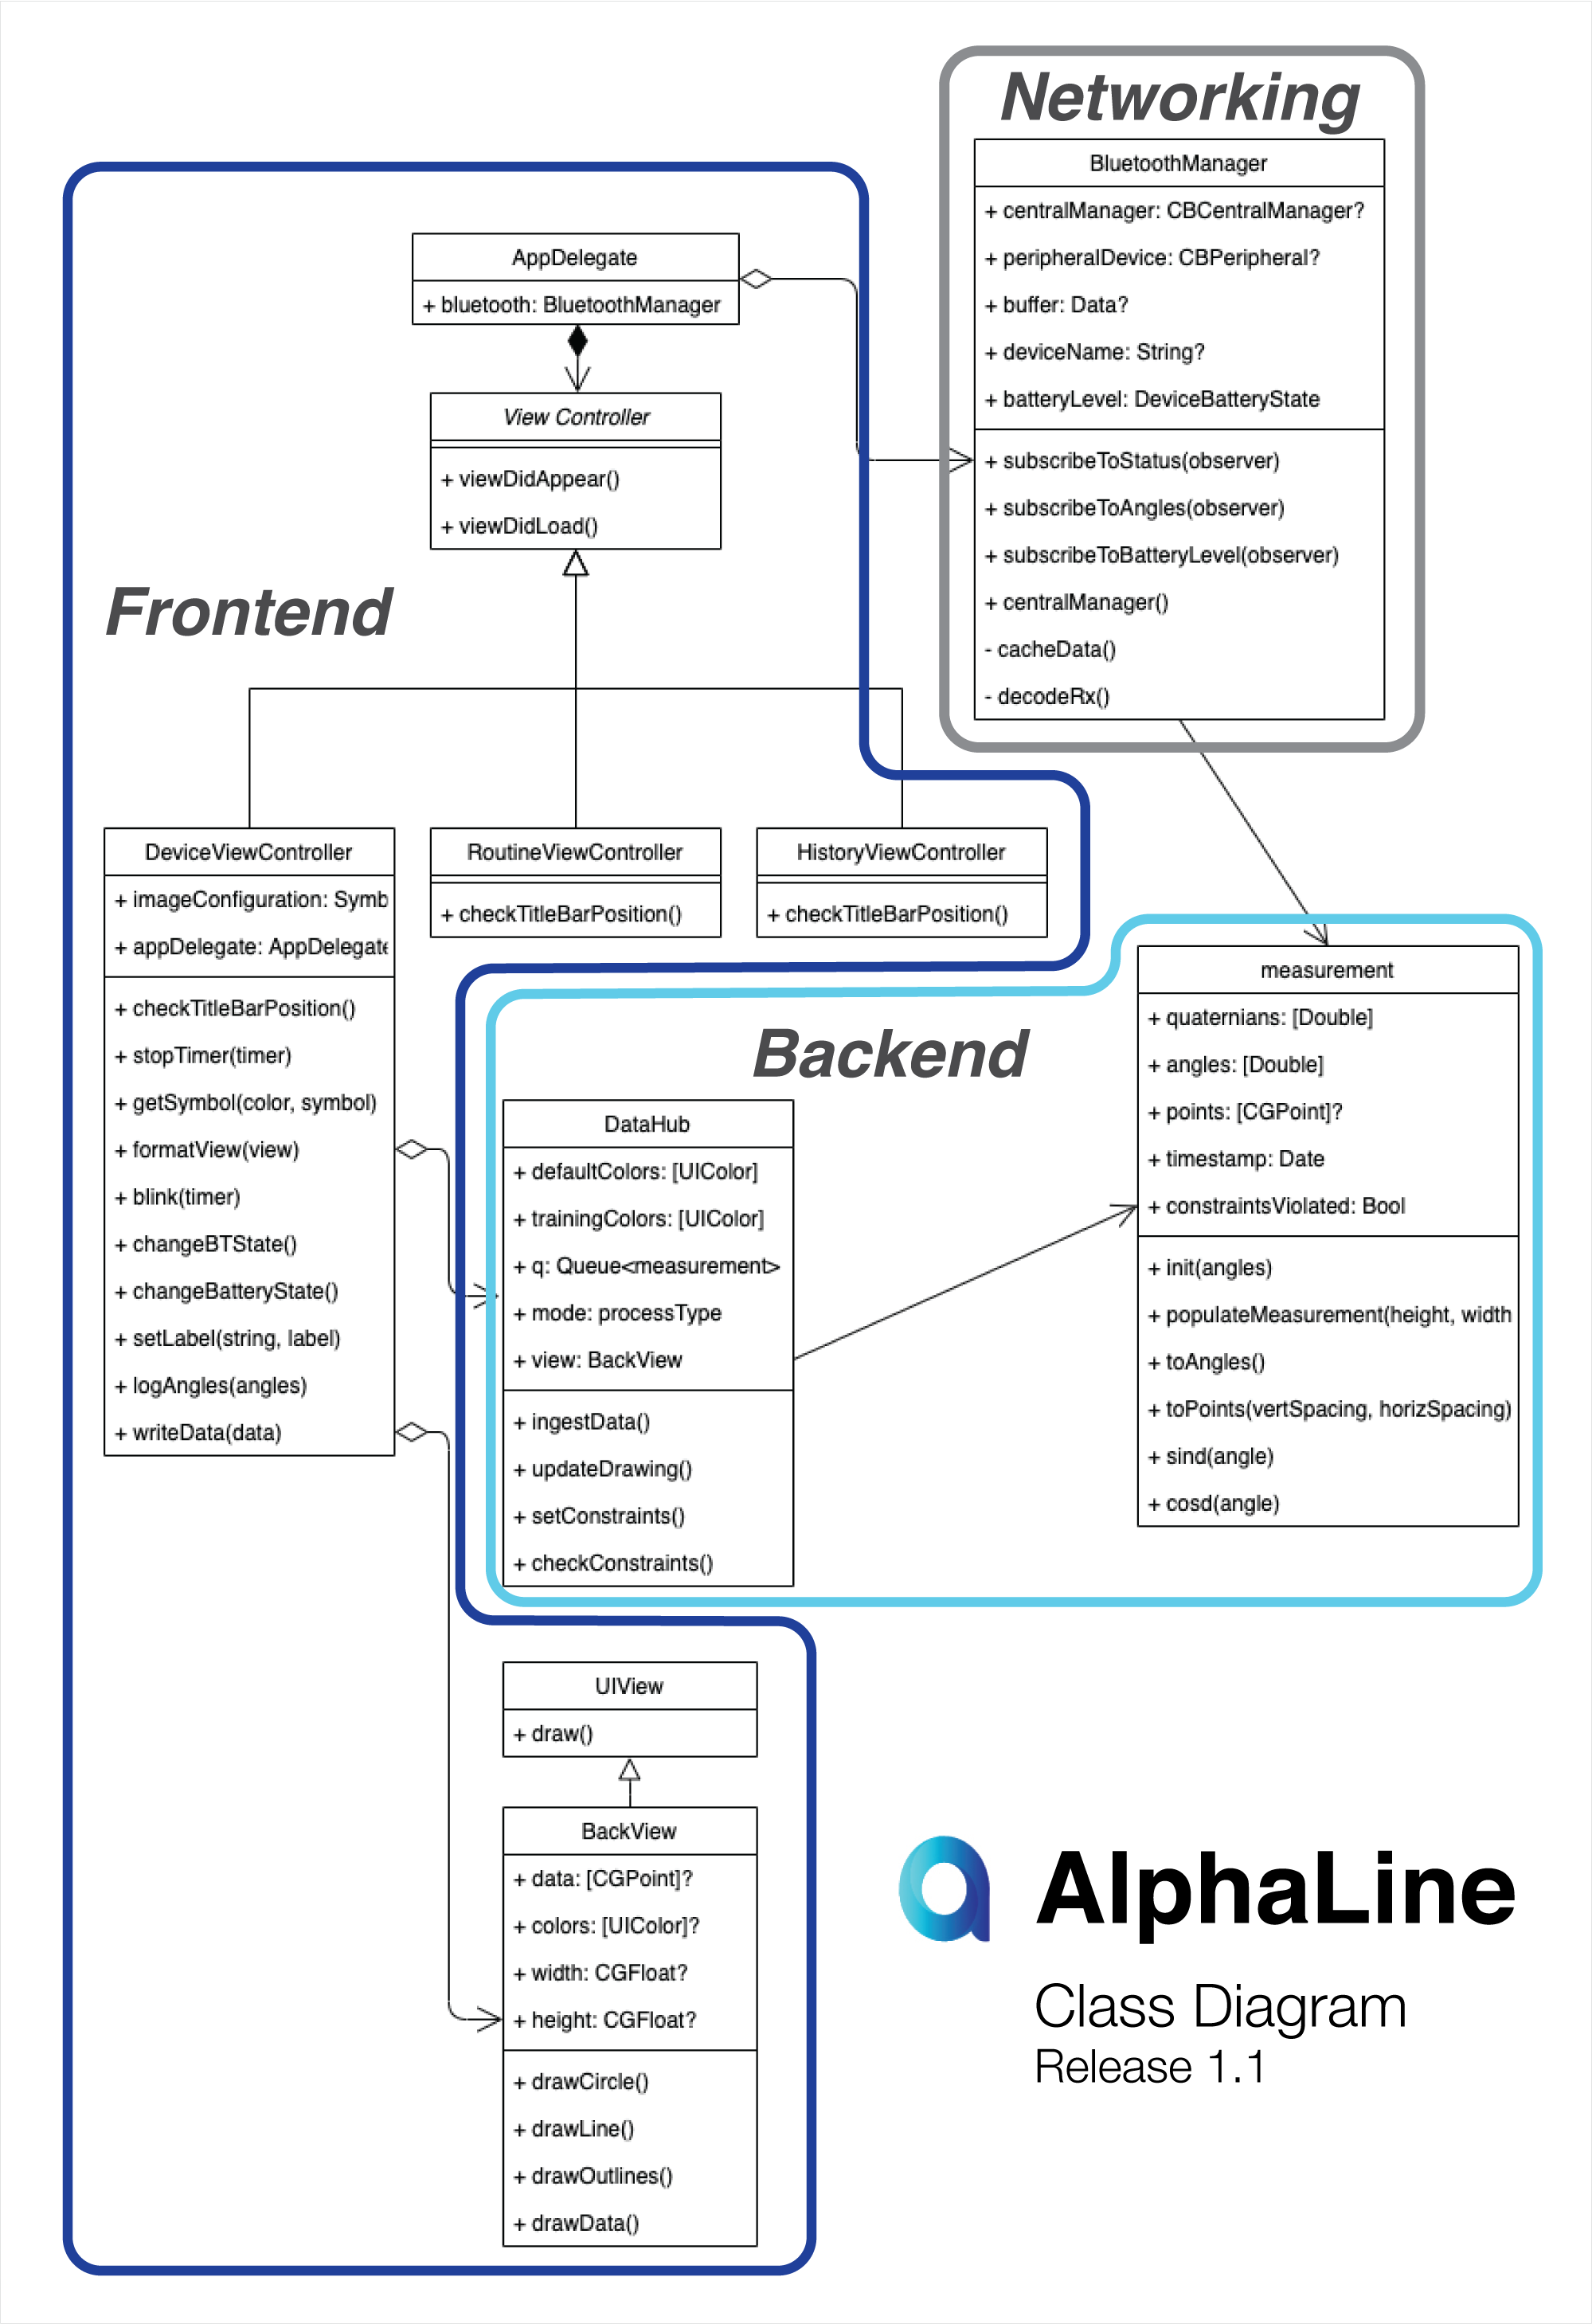 Networking
BluetoothManager
+ centralManager: CBCentralManager?
+ peripheralDevice: CBPeripheral?
+ buffer: Data?
+ deviceName: String?
+ batteryLevel: DeviceBatteryState
+ subscribeToStatus(observer)
+ subscribeToAngles(observer)
+ subscribeToBatteryLevel(observer)
+ centralManager()
- cacheData()
- decodeRx()
AppDelegate
+ bluetooth: BluetoothManager
View Controller
+ viewDidAppear()
+ viewDidLoad()
Frontend
DeviceViewController
+ imageConfiguration: Symb
+ appDelegate: AppDelegate
+ checkTitleBarPosition()
+ stopTimer(timer)
+ getSymbol(color, symbol)
+ formatView(view)
+ blink(timer)
+ changeBTState()
+ changeBatteryState()
+ setLabel(string, label)
+ logAngles(angles)
+ writeData(data)
RoutineViewController
+ checkTitleBarPosition()
HistoryViewController
+ checkTitleBarPosition()
Backend
DataHub
+ defaultColors: [UIColor]
+ trainingColors: [UIColor]
+ q: Queue<measurement>
+ mode: processType
+ view: BackView
+ ingestData()
+ updateDrawing()
+ setConstraints()
+ checkConstraints()
measurement
+ quaternians: [Double]
+ angles: [Double]
+ points: [CGPoint]?
+ timestamp: Date
+ constraintsViolated: Bool
+ init(angles)
+ populateMeasurement(height, width
+ toAngles()
+ toPoints(vertSpacing, horizSpacing)
+ sind(angle)
+ cosd(angle)
UIView
+ draw()
BackView
+ data: [CGPoint]?
+ colors: [UIColor]?
+ width: CGFloat?
+ height: CGFloat?
+ drawCircle()
+ drawLine()
+ drawOutlines()
+ drawData()
AlphaLine
Class Diagram
Release 1.1